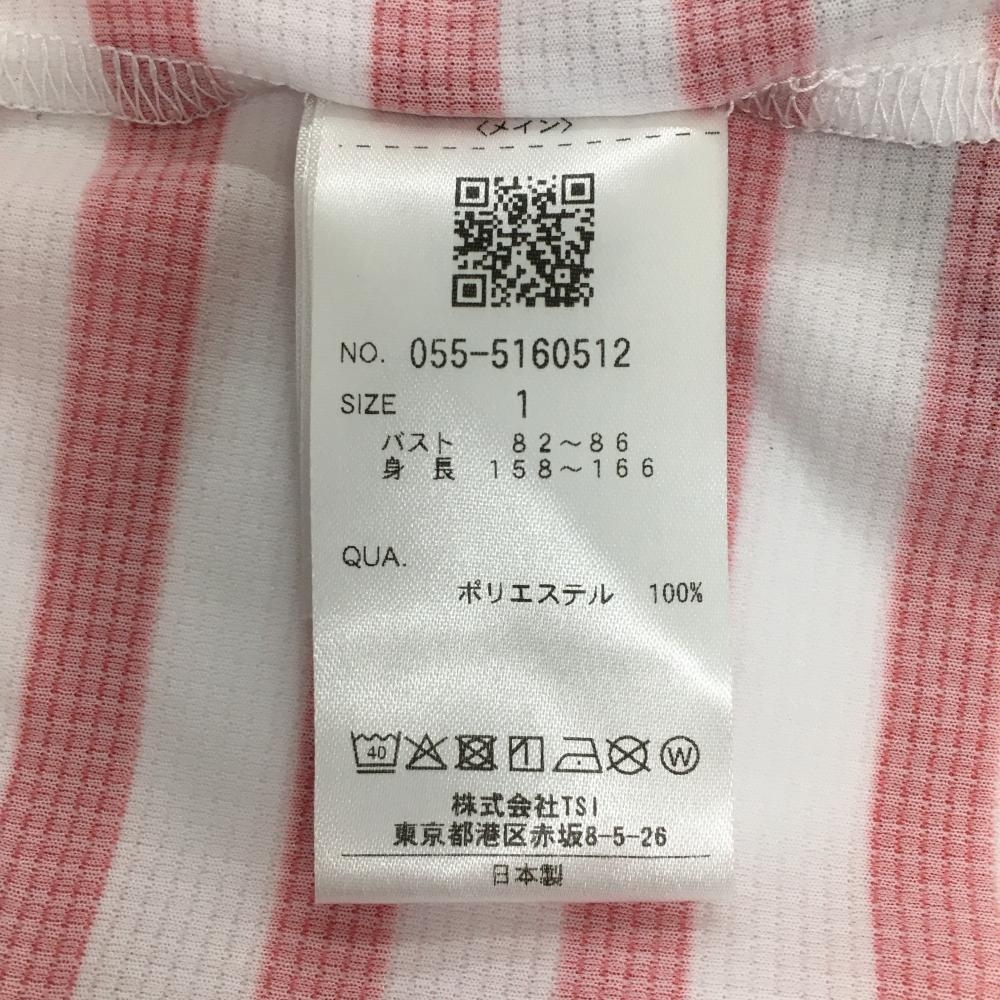 〈メイン〉
NO. 055-5160512
SIZE 1
バスト 82～86
身長 158～166
QUA.
ポリエステル 100%
40 W
株式会社TSI
東京都港区赤坂8-5-26
日本製